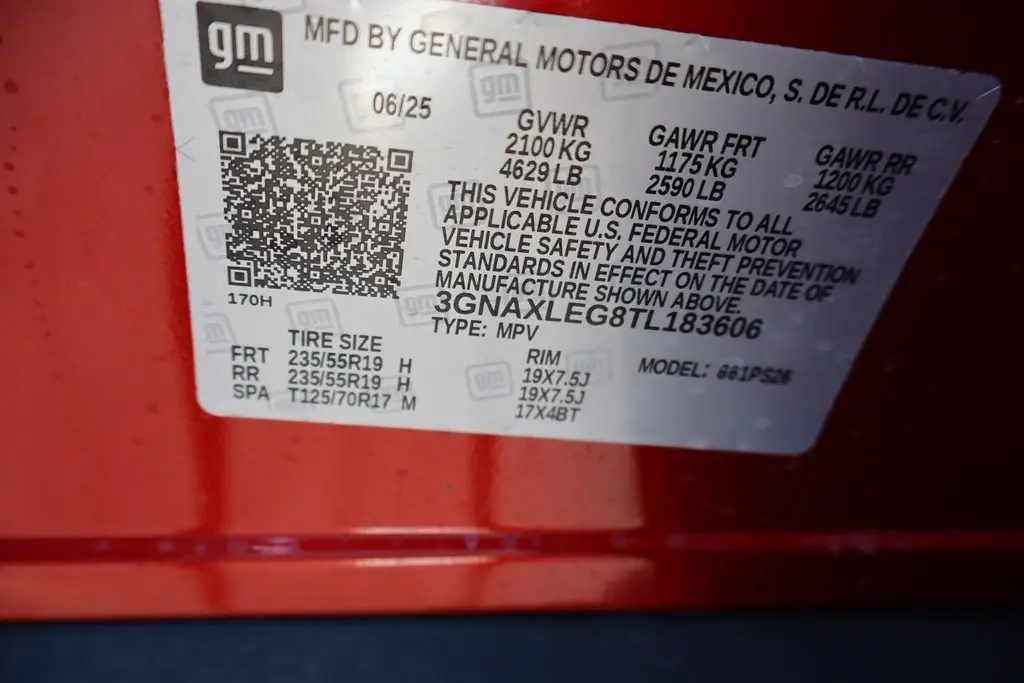 gm MFD BY GENERAL MOTORS DE MEXICO, S. DE R.L. DE C.V.
06/25
GVWR GAWR FRT GAWR RR
2100 KG 1175 KG 1200 KG
4629 LB 2590 LB 2645 LB
THIS VEHICLE CONFORMS TO ALL
APPLICABLE U.S. FEDERAL MOTOR
VEHICLE SAFETY AND THEFT PREVENTION
STANDARDS IN EFFECT ON THE DATE OF
MANUFACTURE SHOWN ABOVE.
170H
3GNAXLEG8TL183606
TYPE: MPV
TIRE SIZE RIM MODEL: 861PS26
FRT 235/55R19 H 19X7.5J
RR 235/55R19 H 19X7.5J
SPA T125/70R17 M 17X4BT